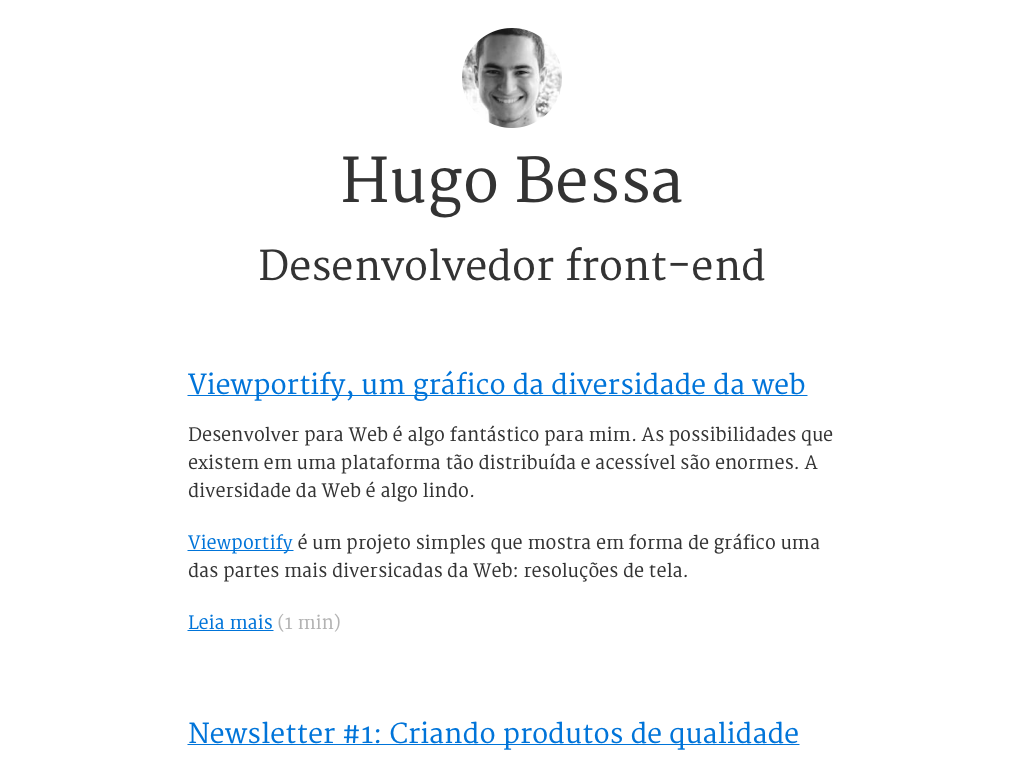 Hugo Bessa
Desenvolvedor front-end
Viewportify, um gráfico da diversidade da web
Desenvolver para Web é algo fantástico para mim. As possibilidades que
existem em uma plataforma tão distribuída e acessível são enormes. A
diversidade da Web é algo lindo.
Viewportify é um projeto simples que mostra em forma de gráfico uma
das partes mais diversicadas da Web: resoluções de tela.
Leia mais (1 min)
Newsletter #1: Criando produtos de qualidade